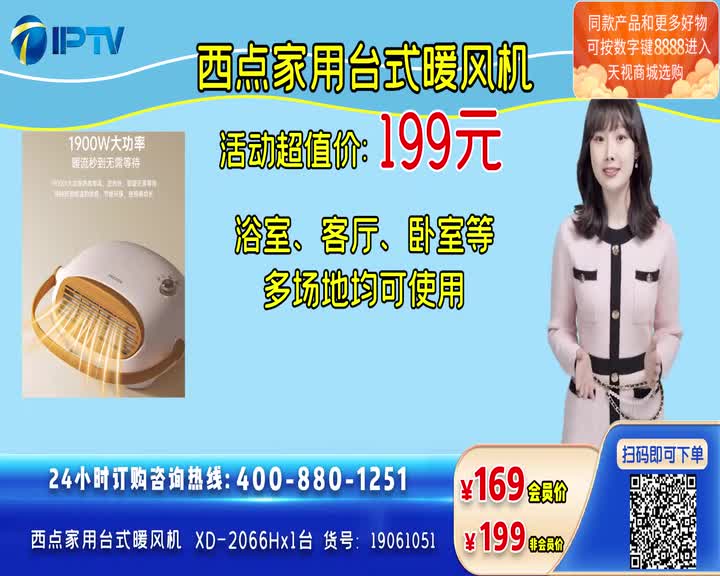 IPTV
西点家用台式暖风机
同款产品和更多好物
可按数字键8888进入
天视商城选购
活动超值价: 199元
1900W大功率
暖流秒到无需等待
浴室、客厅、卧室等
多场地均可使用
24小时订购咨询热线: 400-880-1251
¥169 会员价
¥199 非会员价
扫码即可下单
西点家用台式暖风机 XD-2066Hx1台 货号: 19061051